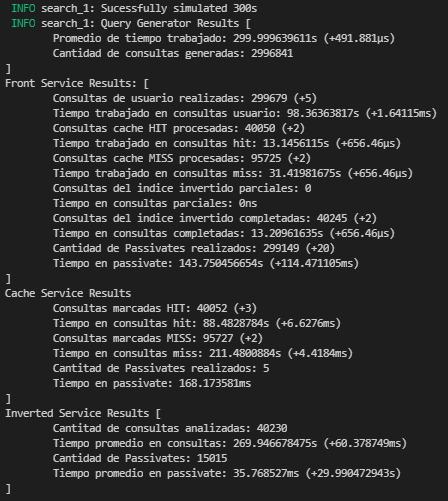 INFO search_1: Sucessfully simulated 300s
INFO search_1: Query Generator Results [
Promedio de tiempo trabajado: 299.999639611s (+491.881µs)
Cantidad de consultas generadas: 2996841
]
Front Service Results: [
Consultas de usuario realizadas: 299679 (+5)
Tiempo trabajado en consultas usuario: 98.36363817s (+1.64115ms)
Consultas cache HIT procesadas: 40050 (+2)
Tiempo trabajado en consultas hit: 13.1456115s (+656.46µs)
Consultas cache MISS procesadas: 95725 (+2)
Tiempo trabajado en consultas miss: 31.41981675s (+656.46µs)
Consultas del indice invertido parciales: 0
Tiempo en consultas parciales: 0ns
Consultas del indice invertido completadas: 40245 (+2)
Tiempo en consultas completadas: 13.20961635s (+656.46µs)
Cantidad de Passivates realizados: 299149 (+20)
Tiempo en passivate: 143.750456654s (+114.471105ms)
]
Cache Service Results
Consultas marcadas HIT: 40052 (+3)
Tiempo en consultas hit: 88.4828784s (+6.6276ms)
Consultas marcadas MISS: 95727 (+2)
Tiempo en consultas miss: 211.4800884s (+4.4184ms)
Cantitad de Passivates realizados: 5
Tiempo en passivate: 168.173581ms
]
Inverted Service Results [
Cantitad de consultas analizadas: 40230
Tiempo promedio en consultas: 269.946678475s (+60.378749ms)
Cantidad de Passivates: 15015
Tiempo promedio en passivate: 35.768527ms (+29.990472943s)
]